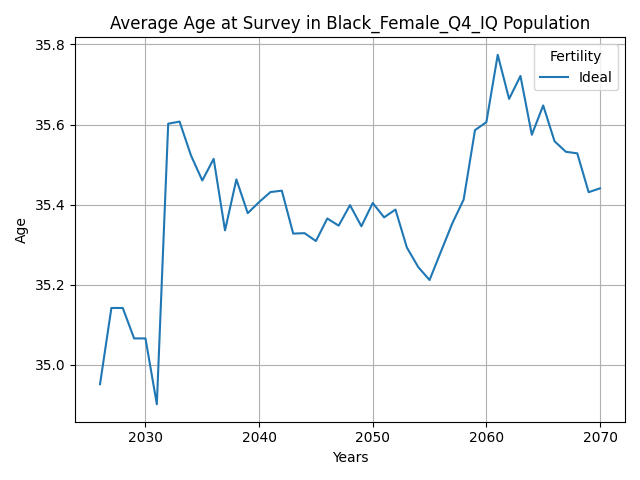 Average Age at Survey in Black_Female_Q4_IQ Population
Fertility
Ideal
35.8
35.6
35.4
35.2
35.0
Age
2030 2040 2050 2060 2070
Years